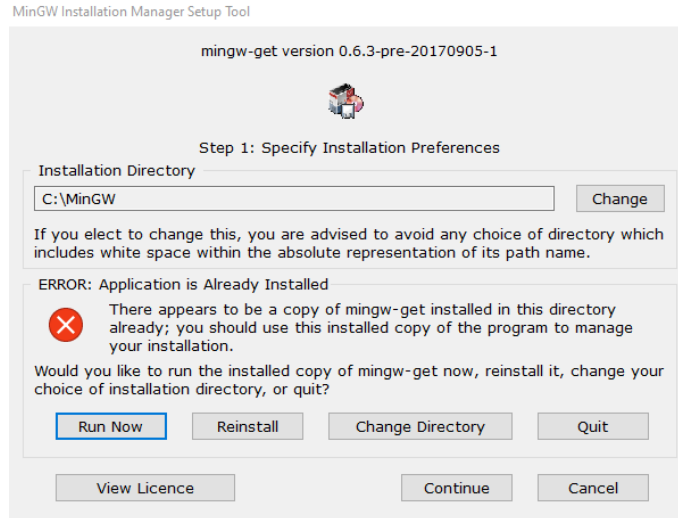 MinGW Installation Manager Setup Tool
mingw-get version 0.6.3-pre-20170905-1
Step 1: Specify Installation Preferences
Installation Directory
C:\MinGW
Change
If you elect to change this, you are advised to avoid any choice of directory which
includes white space within the absolute representation of its path name.
ERROR: Application is Already Installed
There appears to be a copy of mingw-get installed in this directory
already; you should use this installed copy of the program to manage
your installation.
Would you like to run the installed copy of mingw-get now, reinstall it, change your
choice of installation directory, or quit?
Run Now
Reinstall
Change Directory
Quit
View Licence
Continue
Cancel